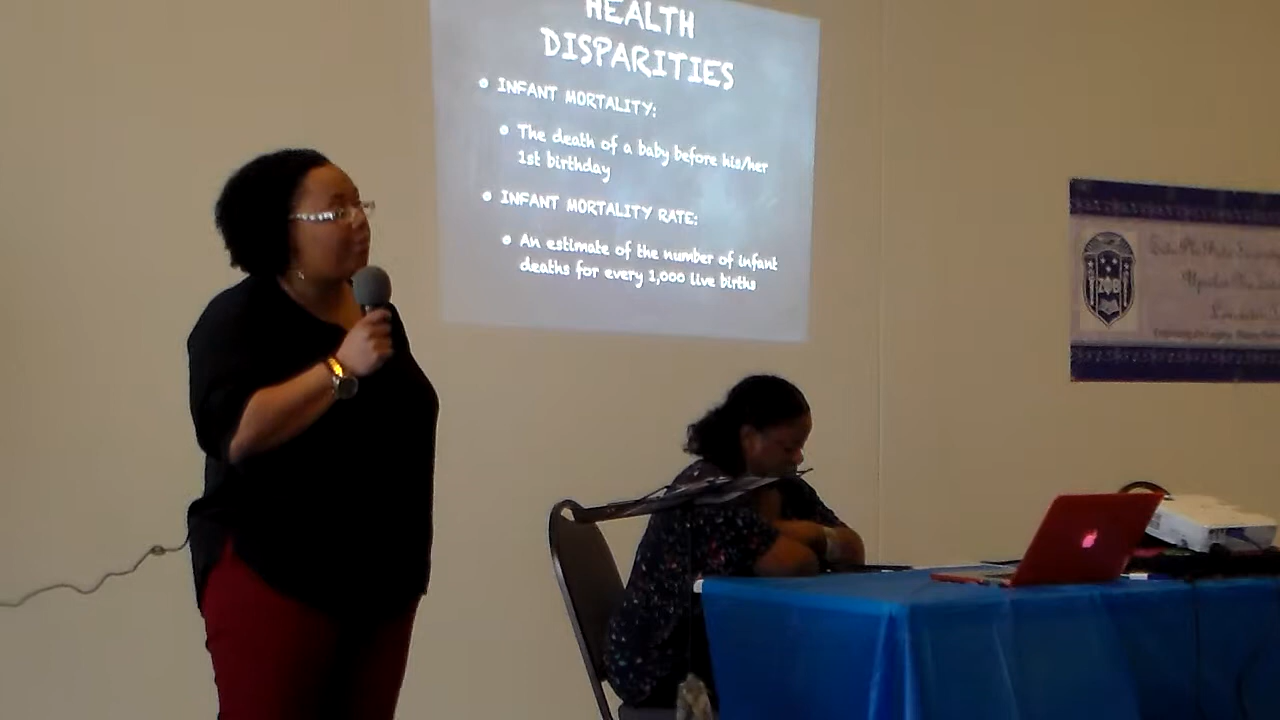 HEALTH
DISPARITIES
INFANT MORTALITY:
The death of a baby before his/her
1st birthday
INFANT MORTALITY RATE:
An estimate of the number of infant
deaths for every 1,000 live births
ΖΦΒ